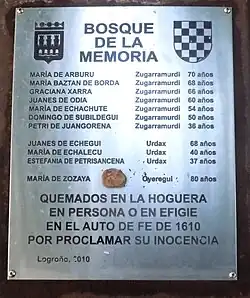 BOSQUE
DE LA
MEMORIA
MARÍA DE ARBURU Zugarramurdi 70 años
MARÍA BAZTAN DE BORDA Zugarramurdi 68 años
GRACIANA XARRA Zugarramurdi 66 años
JUANES DE ODIA Zugarramurdi 60 años
MARÍA DE ECHACHUTE Zugarramurdi 54 años
DOMINGO DE SUBILDEGUI Zugarramurdi 50 años
PETRI DE JUANGORENA Zugarramurdi 36 años
JUANES DE ECHEGUI Urdax 68 años
MARÍA DE ECHALECU Urdax 40 años
ESTEFANÍA DE PETRISANCENA Urdax 37 años
MARÍA DE ZOZAYA Oyeregui 80 años
QUEMADOS EN LA HOGUERA
EN PERSONA O EN EFIGIE
EN EL AUTO DE FE DE 1610
POR PROCLAMAR SU INOCENCIA
Logroño, 2010